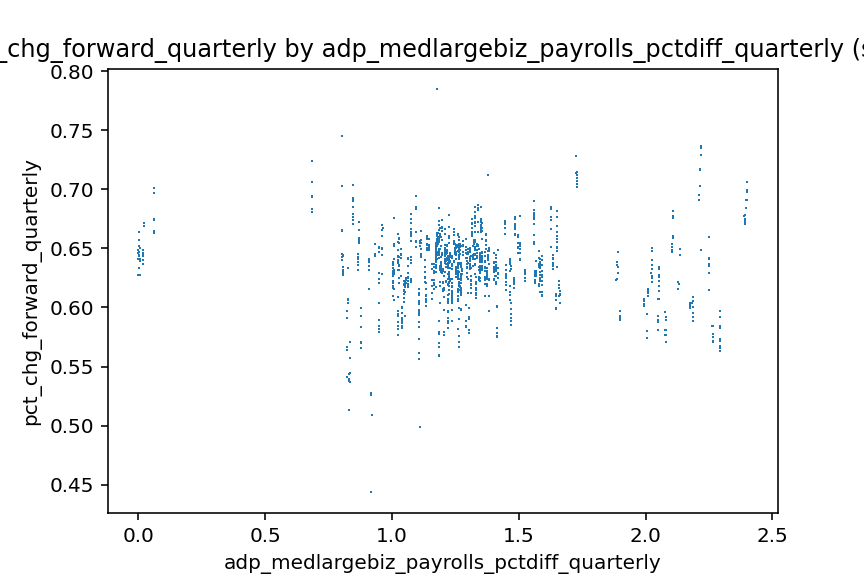 _chg_forward_quarterly by adp_medlargebiz_payrolls_pctdiff_quarterly (s
0.80
0.75
0.70
0.65
0.60
0.55
0.50
0.45
pct_chg_forward_quarterly
0.0 0.5 1.0 1.5 2.0 2.5
adp_medlargebiz_payrolls_pctdiff_quarterly